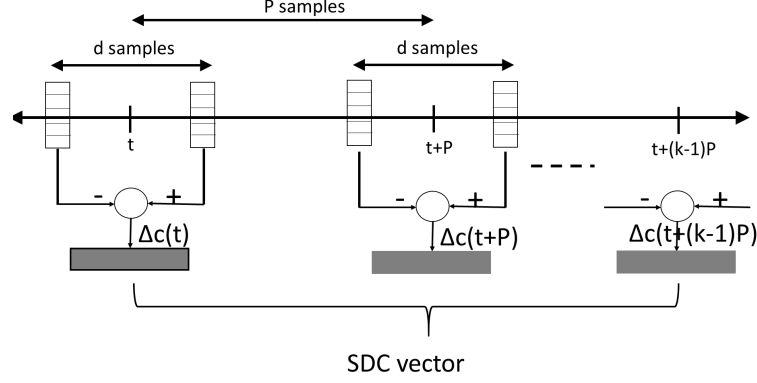 P samples
d samples
d samples
t
t+P
t+(k-1)P
- +
- +
- +
Δc(t)
Δc(t+P)
Δc(t+(k-1)P)
SDC vector